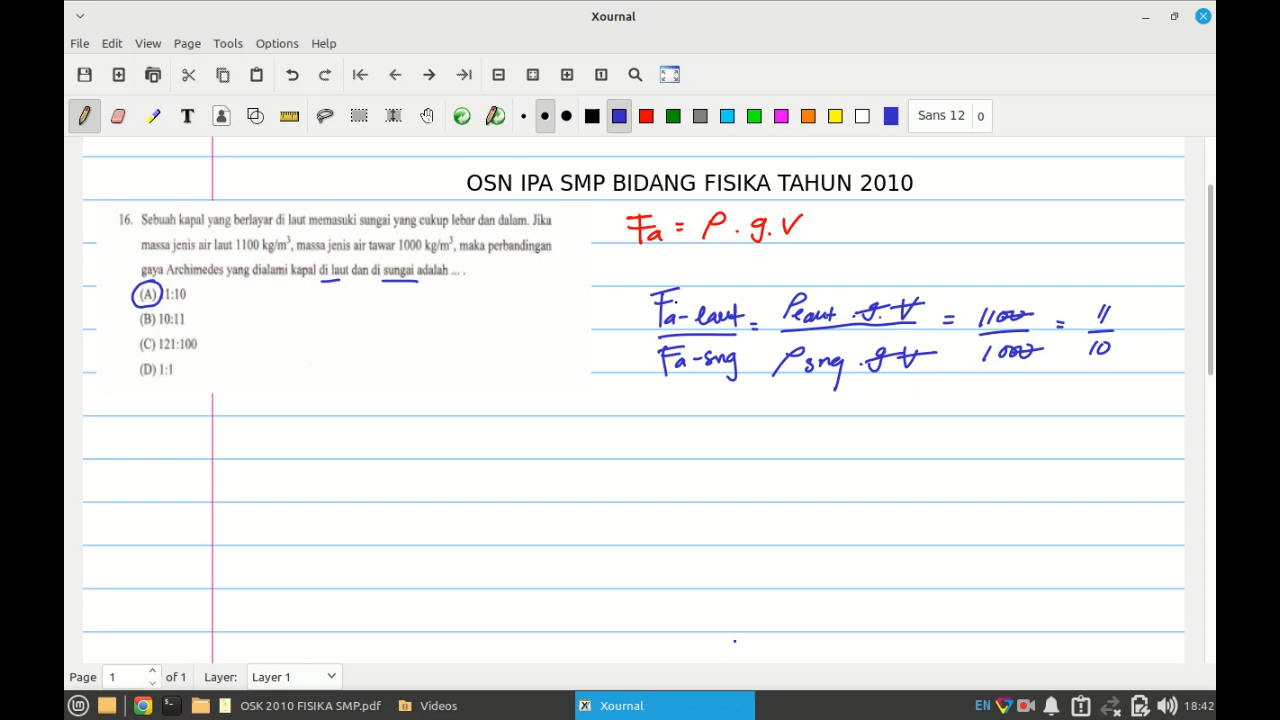 Xournal
File Edit View Page Tools Options Help
Sans 12 0
OSN IPA SMP BIDANG FISIKA TAHUN 2010
16. Sebuah kapal yang berlayar di laut memasuki sungai yang cukup lebar dan dalam. Jika
massa jenis air laut 1100 kg/m³, massa jenis air tawar 1000 kg/m³, maka perbandingan
gaya Archimedes yang dialami kapal di laut dan di sungai adalah ... .
(A) 11:10
(B) 10:11
(C) 121:100
(D) 1:1
Fa = ρ . g . V
Fa-laut / Fa-sng = ρlaut . g . V / ρsng . g V = 1100 / 1000 = 11 / 10
Page 1 of 1 Layer: Layer 1
OSK 2010 FISIKA SMP.pdf Videos Xournal EN 18:42